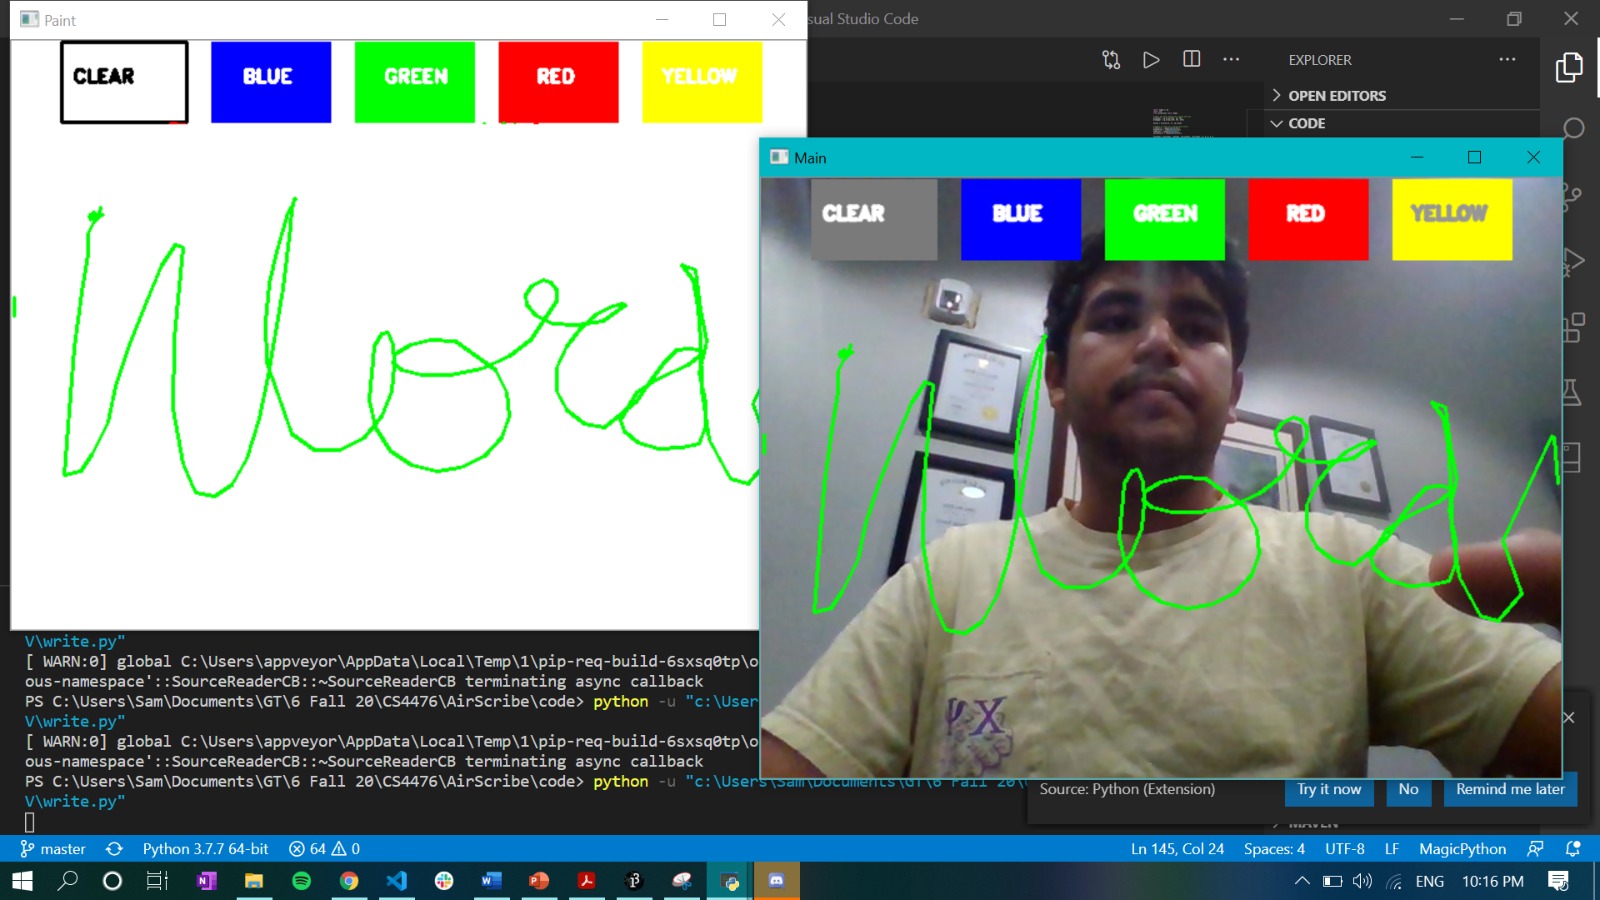 Paint
sual Studio Code
CLEAR
BLUE
GREEN
RED
YELLOW
EXPLORER
OPEN EDITORS
CODE
Main
CLEAR
BLUE
GREEN
RED
YELLOW
Words
Words
ΨX
V\write.py"
[ WARN:0] global C:\Users\appveyor\AppData\Local\Temp\1\pip-req-build-6sxsq0tp\o
ous-namespace'::SourceReaderCB::~SourceReaderCB terminating async callback
PS C:\Users\Sam\Documents\GT\6 Fall 20\CS4476\AirScribe\code> python -u "c:\User
V\write.py"
[ WARN:0] global C:\Users\appveyor\AppData\Local\Temp\1\pip-req-build-6sxsq0tp\o
ous-namespace'::SourceReaderCB::~SourceReaderCB terminating async callback
PS C:\Users\Sam\Documents\GT\6 Fall 20\CS4476\AirScribe\code> python -u "c:\Users\Sam\Documents\GT\6 Fall 20\
V\write.py"
Source: Python (Extension)
Try it now
No
Remind me later
MAVEN
master
Python 3.7.7 64-bit
64
0
Ln 145, Col 24
Spaces: 4
UTF-8
LF
MagicPython
ENG
10:16 PM